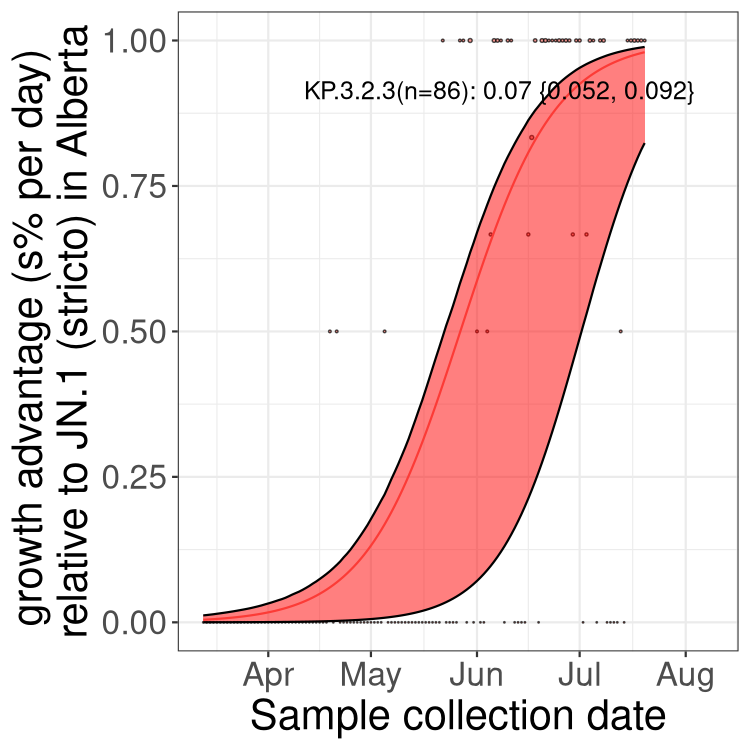 growth advantage (s% per day)
relative to JN.1 (stricto) in Alberta
1.00
0.75
0.50
0.25
0.00
KP.3.2.3(n=86): 0.07 {0.052, 0.092}
Apr May Jun Jul Aug
Sample collection date